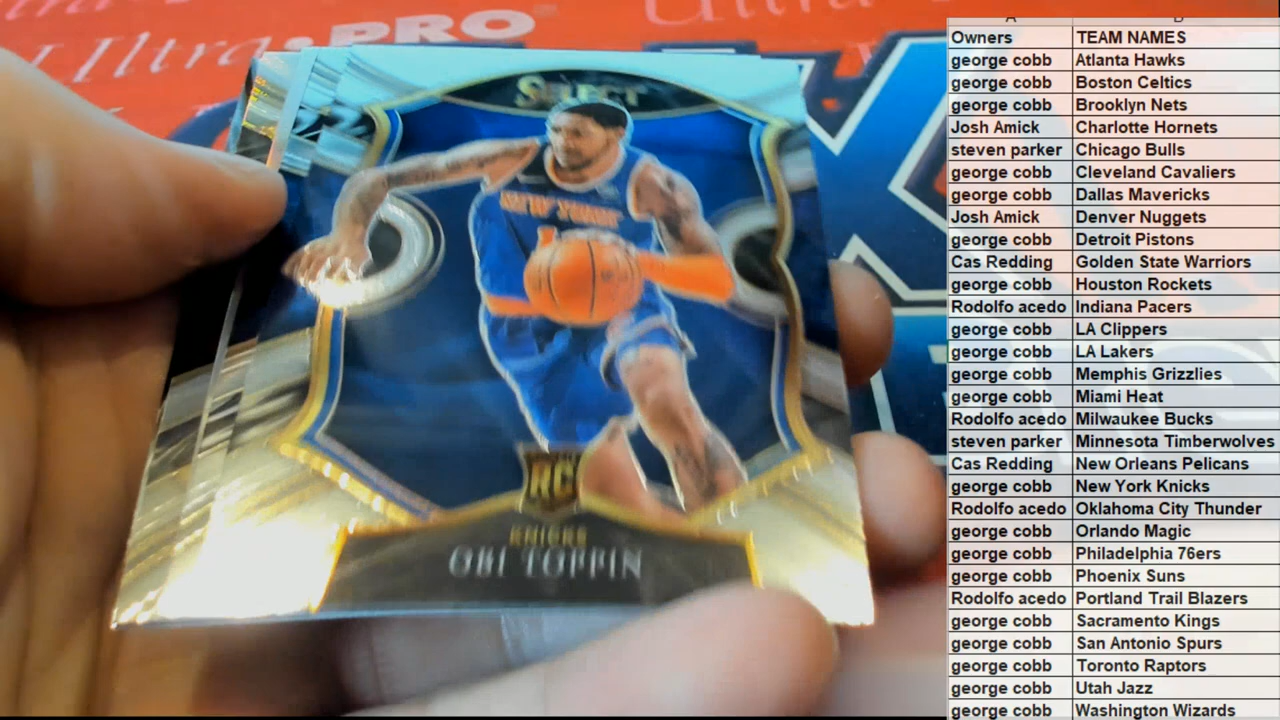 Ultra
Ultra•PRO
Ultra
SELECT
NEW YORK
RC
KNICKS
OBI TOPPIN
Owners TEAM NAMES
george cobb Atlanta Hawks
george cobb Boston Celtics
george cobb Brooklyn Nets
Josh Amick Charlotte Hornets
steven parker Chicago Bulls
george cobb Cleveland Cavaliers
george cobb Dallas Mavericks
Josh Amick Denver Nuggets
george cobb Detroit Pistons
Cas Redding Golden State Warriors
george cobb Houston Rockets
Rodolfo acedo Indiana Pacers
george cobb LA Clippers
george cobb LA Lakers
george cobb Memphis Grizzlies
george cobb Miami Heat
Rodolfo acedo Milwaukee Bucks
steven parker Minnesota Timberwolves
Cas Redding New Orleans Pelicans
george cobb New York Knicks
Rodolfo acedo Oklahoma City Thunder
george cobb Orlando Magic
george cobb Philadelphia 76ers
george cobb Phoenix Suns
Rodolfo acedo Portland Trail Blazers
george cobb Sacramento Kings
george cobb San Antonio Spurs
george cobb Toronto Raptors
george cobb Utah Jazz
george cobb Washington Wizards